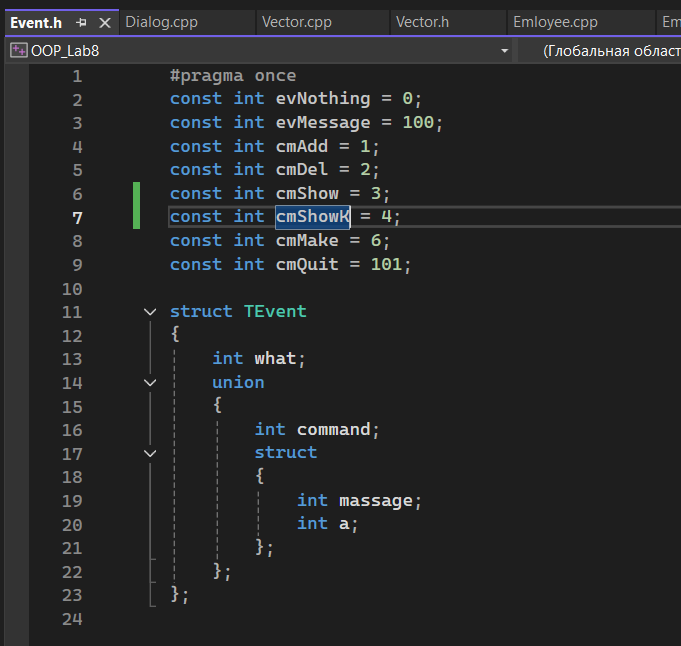 Event.h Dialog.cpp Vector.cpp Vector.h Emloyee.cpp Em
OOP_Lab8 (Глобальная област
1 #pragma once
2 const int evNothing = 0;
3 const int evMessage = 100;
4 const int cmAdd = 1;
5 const int cmDel = 2;
6 const int cmShow = 3;
7 const int cmShowK = 4;
8 const int cmMake = 6;
9 const int cmQuit = 101;
10
11 struct TEvent
12 {
13 int what;
14 union
15 {
16 int command;
17 struct
18 {
19 int massage;
20 int a;
21 };
22 };
23 };
24